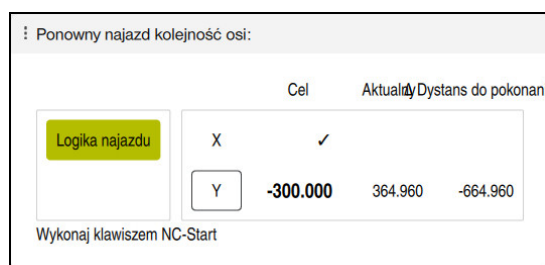 Ponowny najazd kolejność osi:
Cel Aktualny Δ Dystans do pokonan
Logika najazdu X ✓
Y -300.000 364.960 -664.960
Wykonaj klawiszem NC-Start